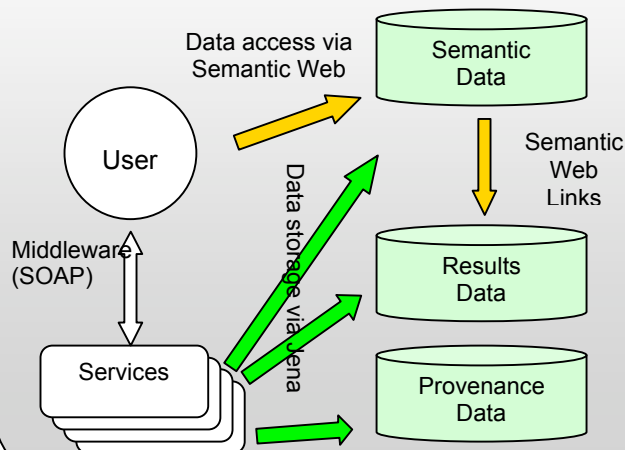 Data access via
Semantic Web
Semantic
Data
User
Semantic
Web
Links
Data storage via Jena
Middleware
(SOAP)
Results
Data
Services
Provenance
Data